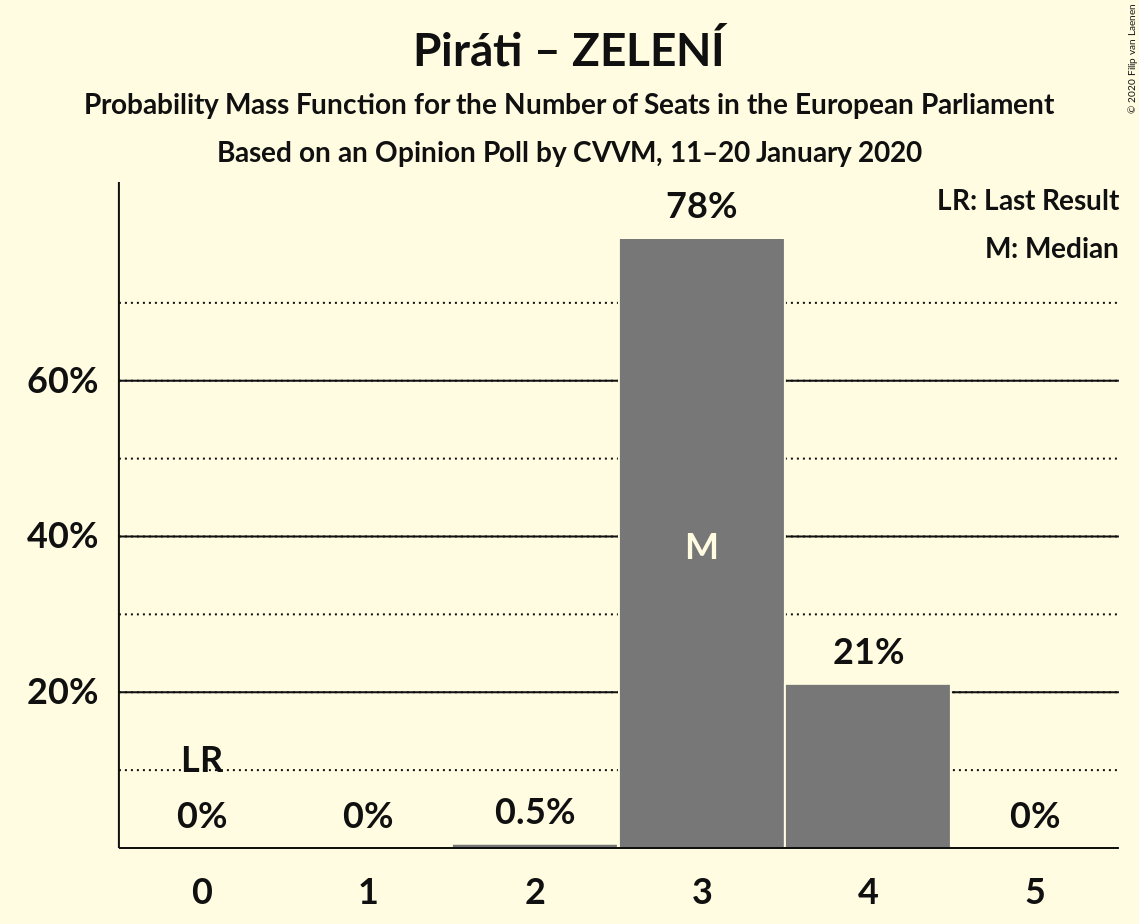 Piráti – ZELENÍ
Probability Mass Function for the Number of Seats in the European Parliament
Based on an Opinion Poll by CVVM, 11–20 January 2020
© 2020 Filip van Laenen
LR: Last Result
M: Median
78%
60%
40%
M
21%
20%
LR
0%
0%
0.5%
0%
0
1
2
3
4
5